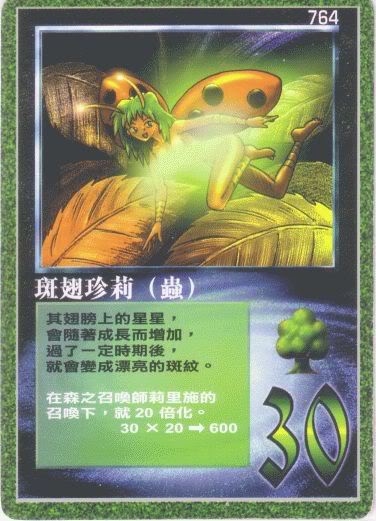 764
斑翅珍莉（蟲）
其翅膀上的星星，
會隨著成長而增加，
過了一定時期後，
就會變成漂亮的斑紋。
在森之召喚師莉里施的
召喚下，就20倍化。
30 × 20 ➡ 600
30